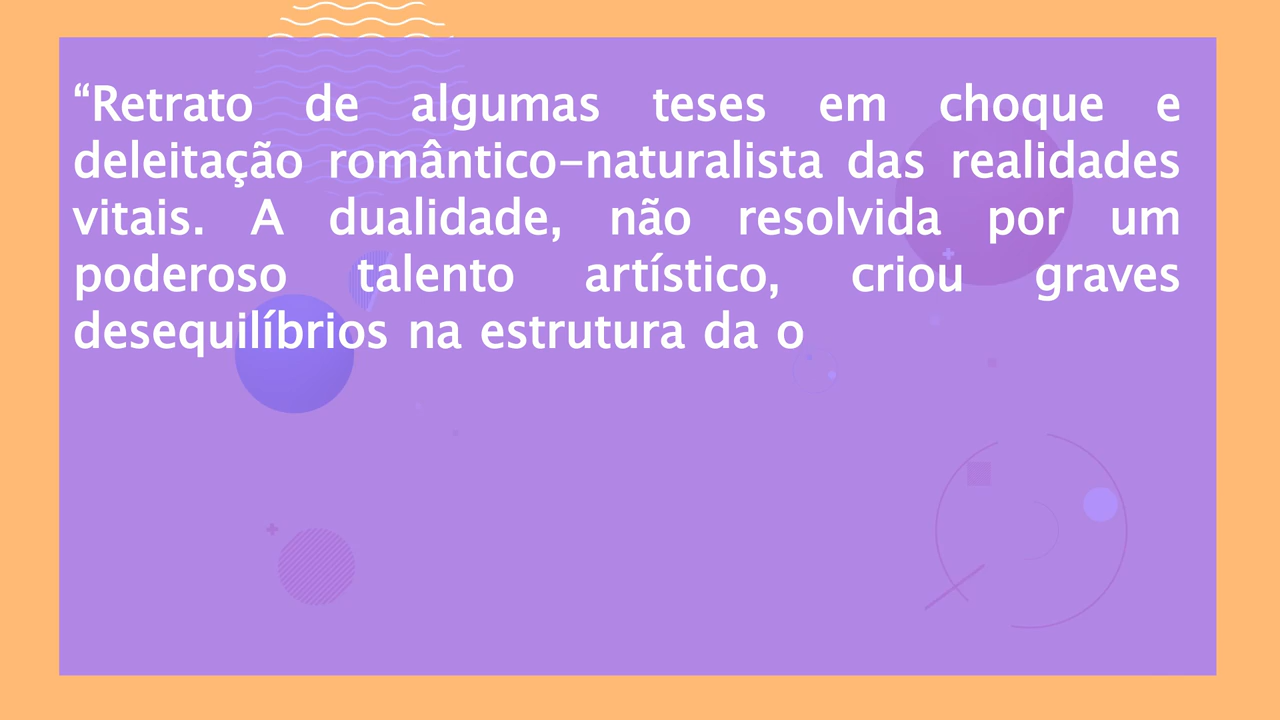 “Retrato de algumas teses em choque e
deleitação romântico–naturalista das realidades
vitais. A dualidade, não resolvida por um
poderoso talento artístico, criou graves
desequilíbrios na estrutura da o